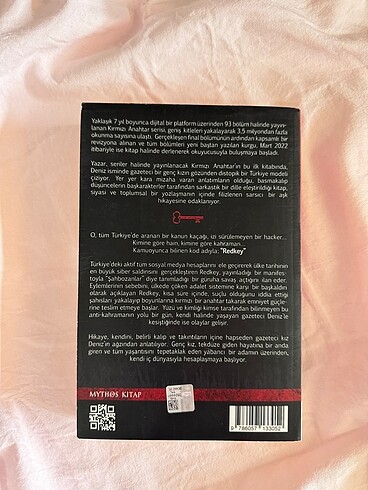 Yaklaşık 7 yıl boyunca dijital bir platform üzerinden 93 bölüm halinde yayın-
lanan Kırmızı Anahtar serisi, geniş kitleleri yakalayarak 3,5 milyondan fazla
okunma sayısına ulaştı. Gerçekleşen final bölümünün ardından kapsamlı bir
revizyona alınan ve tüm bölümleri yeni baştan yazılan kurgu, Mart 2022
itibariyle ise kitap halinde derlenerek okuyucusuyla buluşmaya başladı.
Yazar, seriler halinde yayınlanacak Kırmızı Anahtar'ın bu ilk kitabında,
Deniz isminde gazeteci bir genç kızın gözünden distopik bir Türkiye modeli
çiziyor. Yer yer kara mizaha varan anlatımların olduğu, basmakalıp
düşüncelerin başkarakter tarafından sarkastik bir dille eleştirildiği kitap,
siyasi ve toplumsal bir yozlaşmanın içinde filizlenen sarsıcı bir aşk
hikayesine odaklanıyor.
O, tüm Türkiye'de aranan bir kanun kaçağı, izi sürülemeyen bir hacker...
Kimine göre hain, kimine göre kahraman...
Kamuoyunca bilinen kod adıyla; "Redkey"
Türkiye'deki aktif tüm sosyal medya hesaplarını ele geçirerek ülke tarihinin
en büyük siber saldırısını gerçekleştiren Redkey, yayınladığı bir manifes-
toyla "Şahbozanlar" diye tanımladığı bir güruha savaş açtığını ilan eder.
Eylemlerinin sebebini, ülkede çöken adalet sistemine karşı bir başkaldırı
olarak açıklayan Redkey, kısa süre içinde, suçlu olduğunu iddia ettiği
şahısları yakalayıp boyunlarına kırmızı bir anahtar takarak emniyet güçle-
rine teslim etmeye başlar. Yüzü ve kimliği kimse tarafından bilinmeyen bu
anti-kahramanın yolu bir gün, kendi halinde yaşayan gazeteci Deniz'le
kesiştiğinde ise olaylar gelişir.
Hikaye, kendini, belirli kalıp ve takıntıların içine hapseden gazeteci kız
Deniz'in ağzından anlatılıyor. Genç kız, tekdüze giden hayatına bir anda
giren ve tüm yaşantısını tepetaklak eden yabancı bir adamın üzerinden,
kendi iç dünyasıyla hesaplaşmaya başlıyor.
MYTHOS KITAP
9 786057 133052